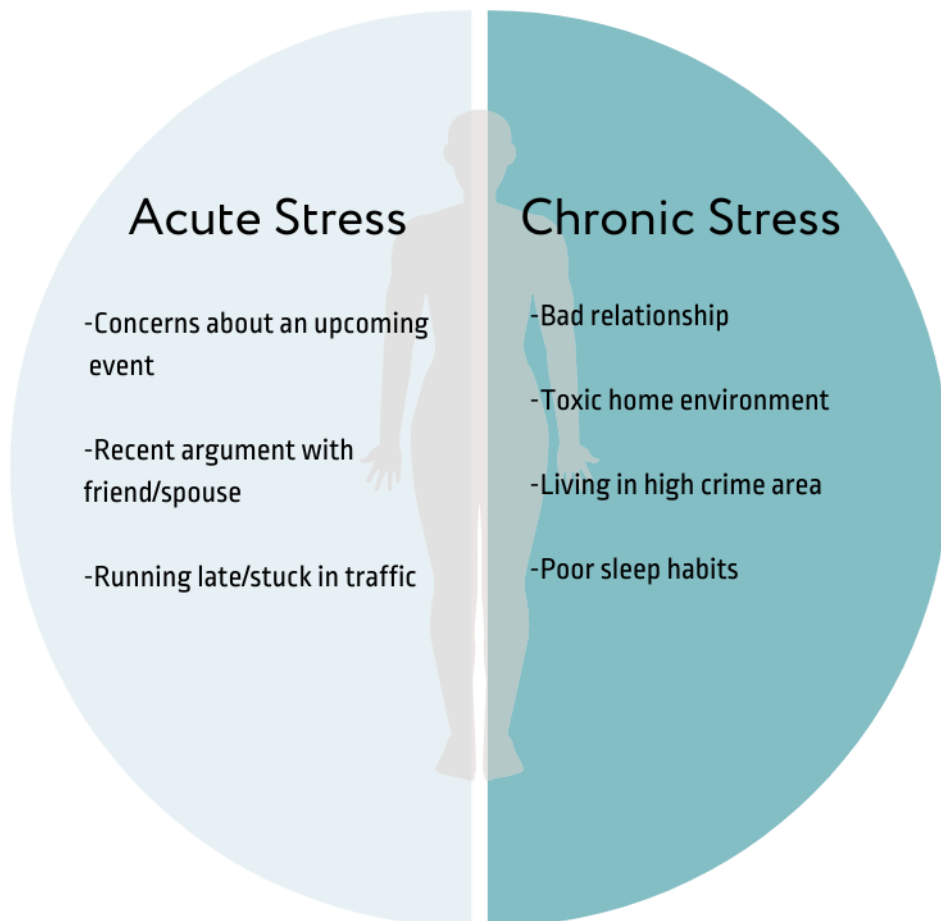 Acute Stress
-Concerns about an upcoming
event
-Recent argument with
friend/spouse
-Running late/stuck in traffic
Chronic Stress
-Bad relationship
-Toxic home environment
-Living in high crime area
-Poor sleep habits